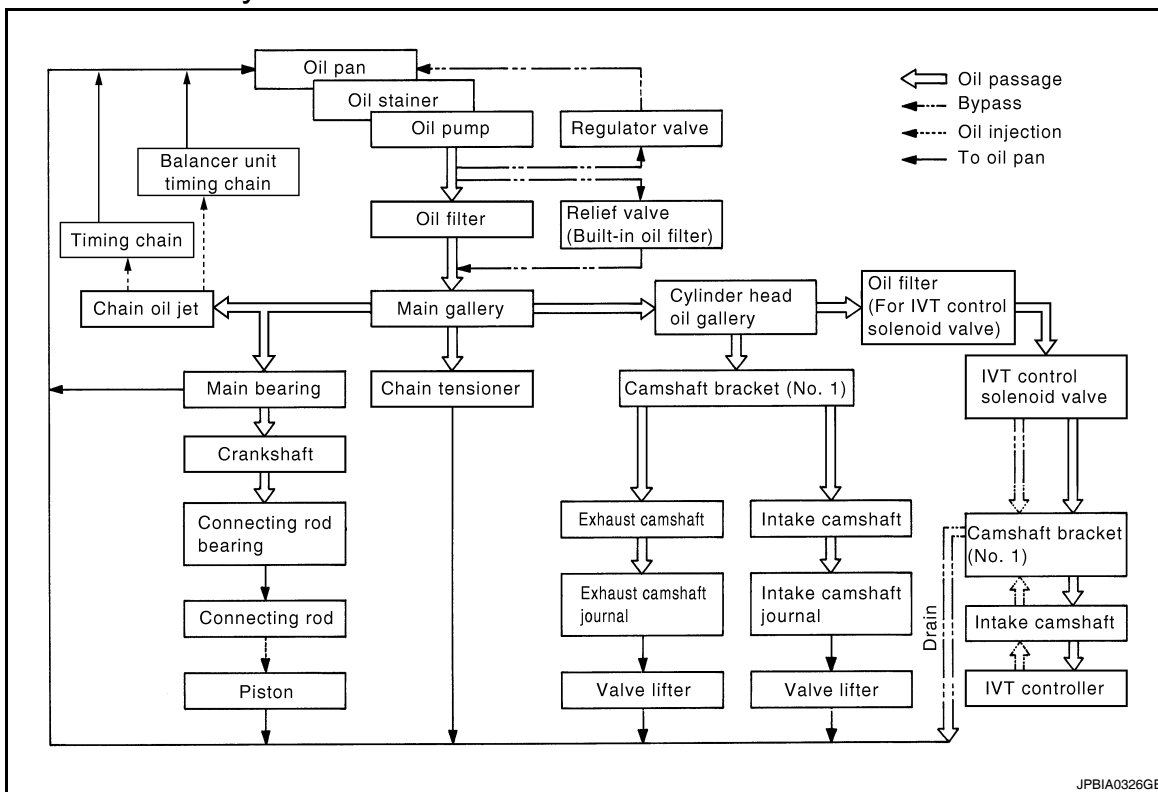 Oil pan
Oil stainer
Oil pump
Regulator valve
Oil passage
Bypass
Oil injection
To oil pan
Balancer unit
timing chain
Oil filter
Relief valve
(Built-in oil filter)
Timing chain
Chain oil jet
Main gallery
Cylinder head
oil gallery
Oil filter
(For IVT control
solenoid valve)
Main bearing
Chain tensioner
Camshaft bracket (No. 1)
IVT control
solenoid valve
Crankshaft
Connecting rod
bearing
Exhaust camshaft
Intake camshaft
Camshaft bracket
(No. 1)
Connecting rod
Exhaust camshaft
journal
Intake camshaft
journal
Drain
Intake camshaft
Piston
Valve lifter
Valve lifter
IVT controller
JPBIA0326GB